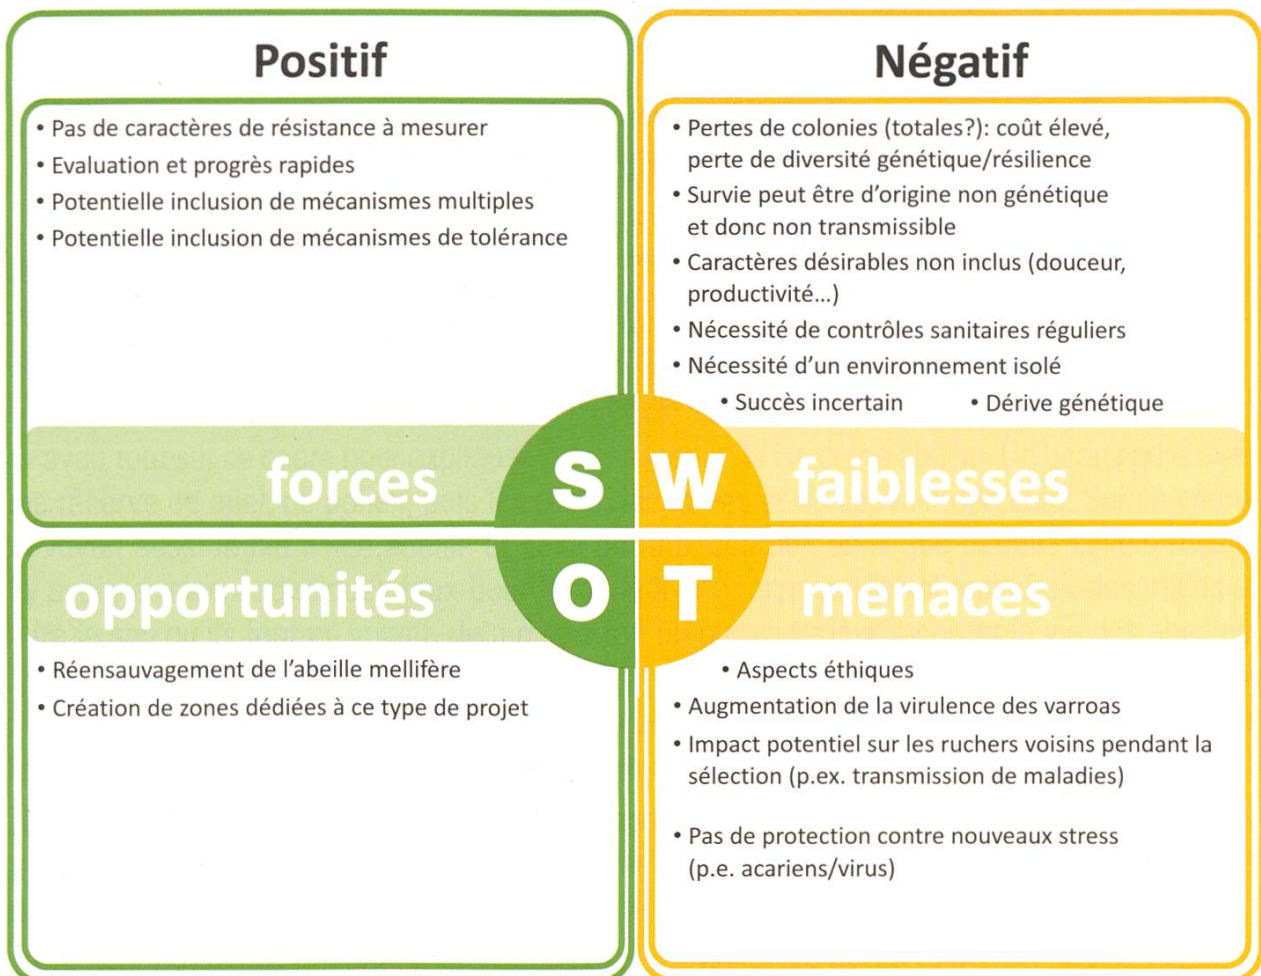 Positif
• Pas de caractères de résistance à mesurer
• Evaluation et progrès rapides
• Potentielle inclusion de mécanismes multiples
• Potentielle inclusion de mécanismes de tolérance
forces
S
Négatif
• Pertes de colonies (totales?): coût élevé,
perte de diversité génétique/résilience
• Survie peut être d'origine non génétique
et donc non transmissible
• Caractères désirables non inclus (douceur,
productivité...)
• Nécessité de contrôles sanitaires réguliers
• Nécessité d'un environnement isolé
• Succès incertain • Dérive génétique
W
faiblesses
opportunités
O
• Réensauvagement de l'abeille mellifère
• Création de zones dédiées à ce type de projet
T
menaces
• Aspects éthiques
• Augmentation de la virulence des varroas
• Impact potentiel sur les ruchers voisins pendant la
sélection (p.ex. transmission de maladies)
• Pas de protection contre nouveaux stress
(p.e. acariens/virus)